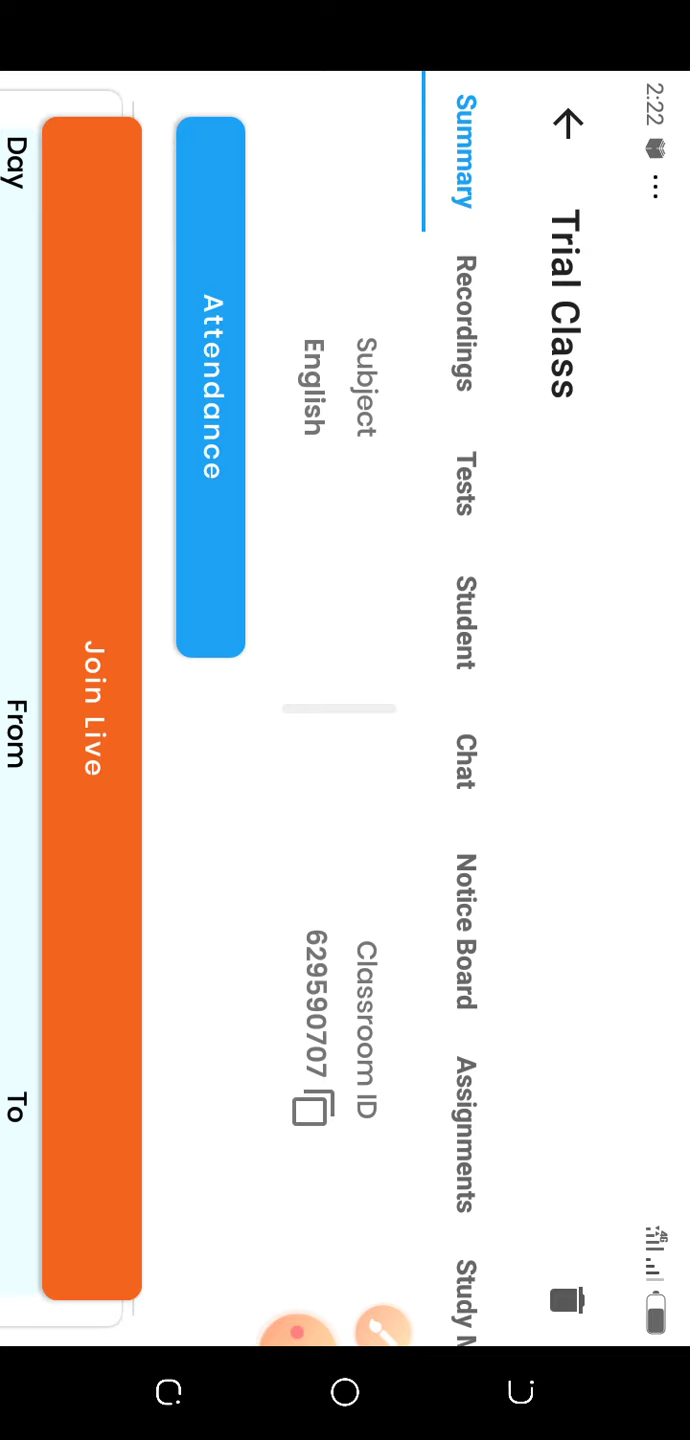 2:22 ...
Trial Class
Summary Recordings Tests Student Chat Notice Board Assignments Study
Subject Classroom ID
English 629590707
Attendance
Join Live
Day From To